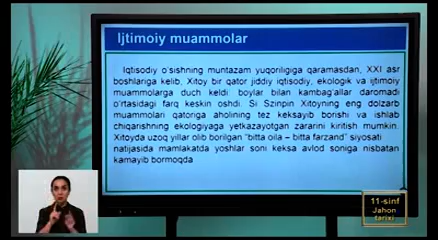 Ijtimoiy muammolar
Iqtisodiy o'sishning muntazam yuqoriligiga qaramasdan, XXI asr
boshlariga kelib, Xitoy bir qator jiddiy iqtisodiy, ekologik va ijtimoiy
muammolarga duch keldi boylar bilan kambag'allar daromadi
o'rtasidagi farq keskin oshdi. Si Szinpin Xitoyning eng dolzarb
muammolari qatoriga aholining tez keksayib borishi va ishlab
chiqarishning ekologiyaga yetkazayotgan zararini kiritish mumkin.
Xitoyda uzoq yillar olib borilgan "bitta oila – bitta farzand" siyosati
natijasida mamlakatda yoshlar soni keksa avlod soniga nisbatan
kamayib bormoqda
11-sinf
Jahon
tarixi